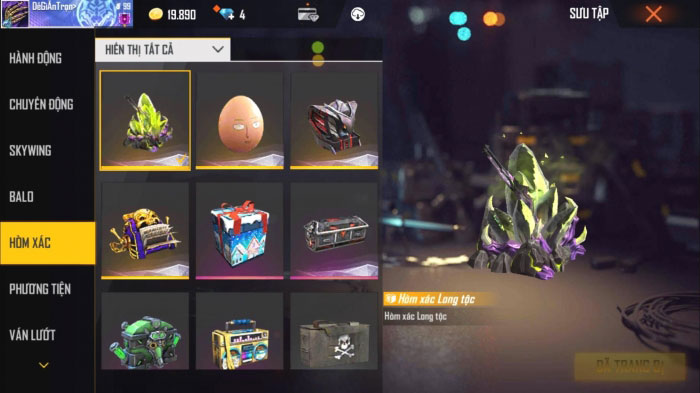 DêGiÀnTrọn> # 99
19.890
4
SƯU TẬP
HIỂN THỊ TẤT CẢ
HÀNH ĐỘNG
CHUYỂN ĐỘNG
SKYWING
BALO
HÒM XÁC
PHƯƠNG TIỆN
VÁN LƯỚT
Hòm xác Long tộc
Hòm xác Long tộc
ĐÃ TRANG BỊ